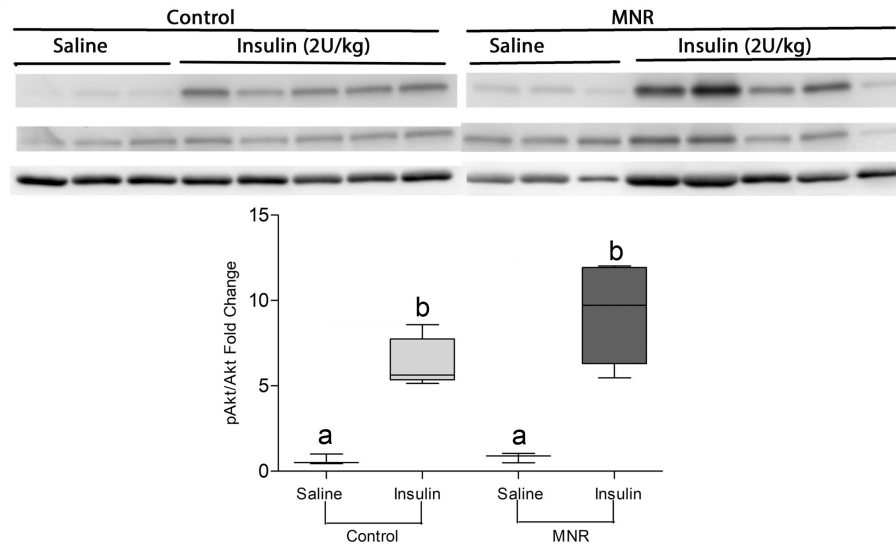 Control MNR
Saline Insulin (2U/kg) Saline Insulin (2U/kg)
15
10
5
0
pAkt/Akt Fold Change
a b a b
Saline Insulin Saline Insulin
Control MNR